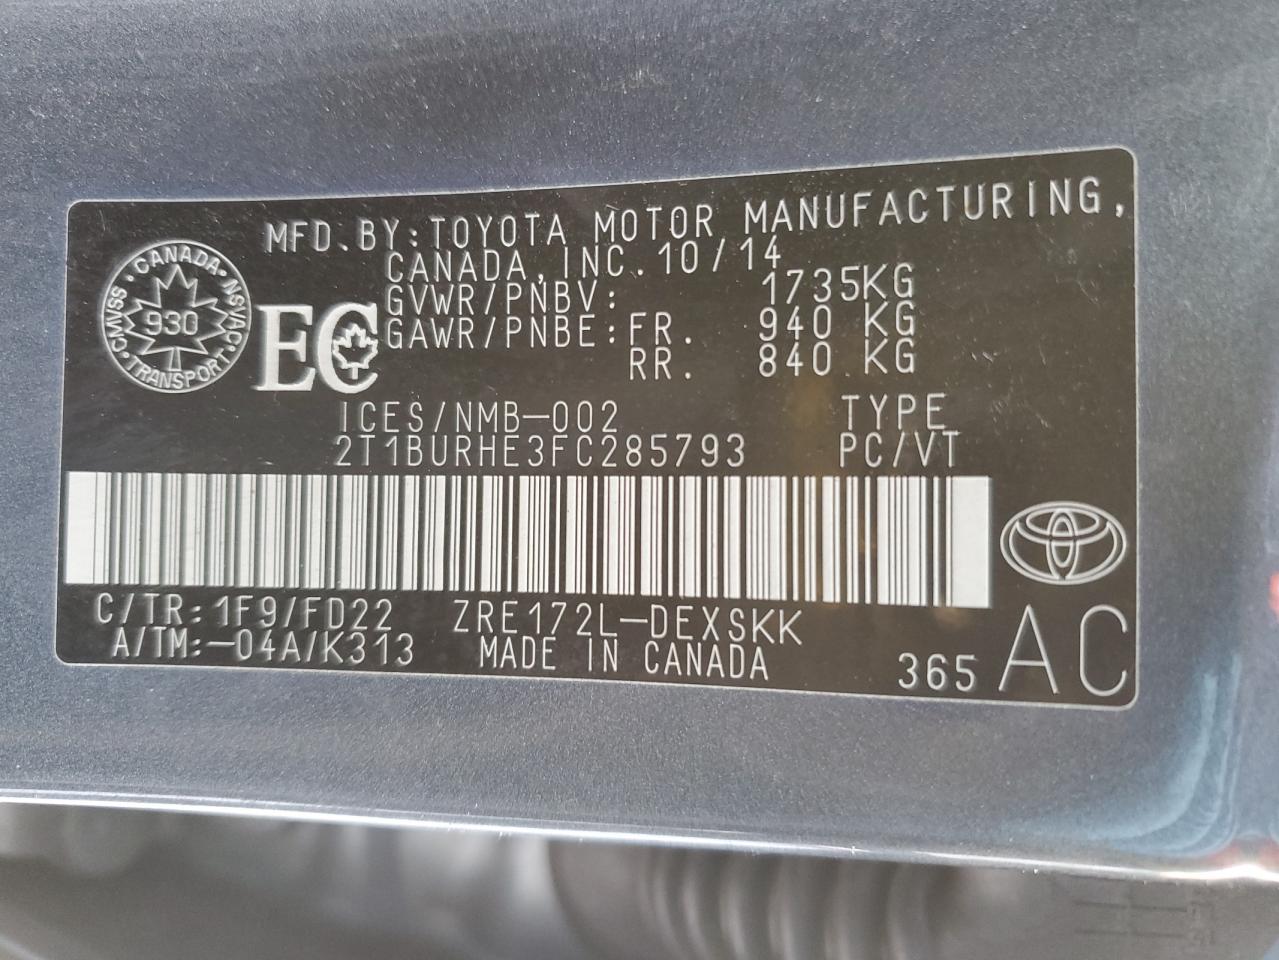 MFD.BY:TOYOTA MOTOR MANUFACTURING,
CANADA,INC.10/14
GVWR/PNBV: 1735KG
GAWR/PNBE:FR. 940 KG
RR. 840 KG
·CANADA·
CMVSS
930
NSVAC
·TRANSPORT·
EC
ICES/NMB-002 TYPE
2T1BURHE3FC285793 PC/VT
C/TR:1F9/FD22 ZRE172L-DEXSKK
A/TM:-04A/K313 MADE IN CANADA
365 AC